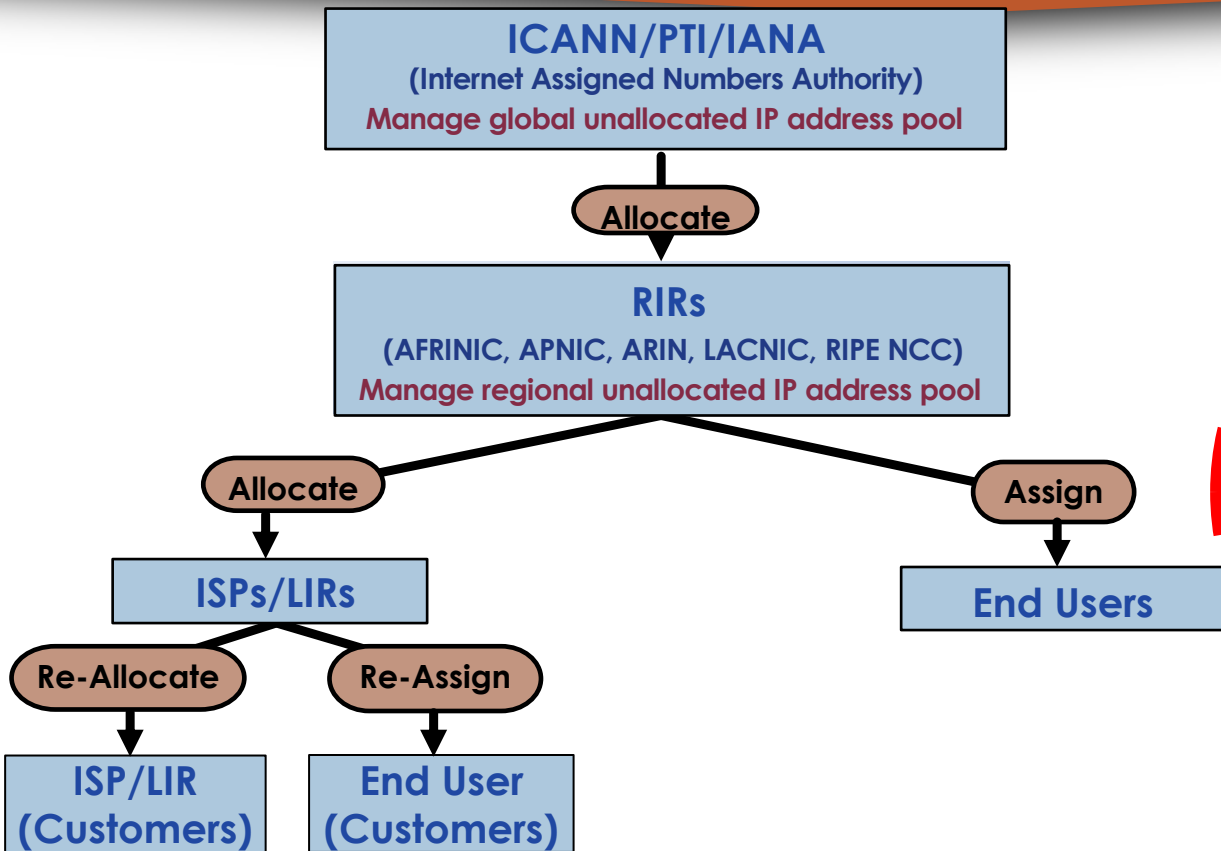 ICANN/PTI/IANA
(Internet Assigned Numbers Authority)
Manage global unallocated IP address pool
Allocate
RIRs
(AFRINIC, APNIC, ARIN, LACNIC, RIPE NCC)
Manage regional unallocated IP address pool
Allocate
Assign
ISPs/LIRs
End Users
Re-Allocate
Re-Assign
ISP/LIR
(Customers)
End User
(Customers)